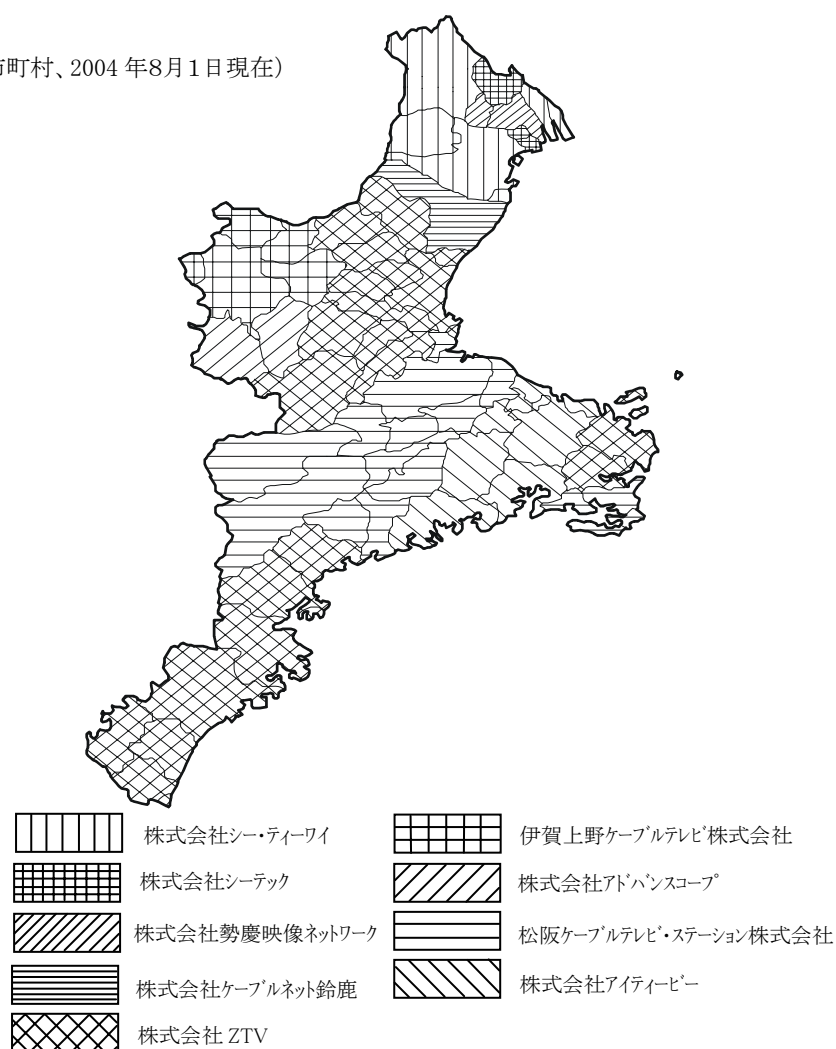 市町村、2004年8月1日現在)
株式会社シー・ティーワイ
株式会社シーテック
株式会社勢慶映像ネットワーク
株式会社ケーブルネット鈴鹿
株式会社 ZTV
伊賀上野ケーブルテレビ株式会社
株式会社アドバンスコープ
松阪ケーブルテレビ・ステーション株式会社
株式会社アイティービー